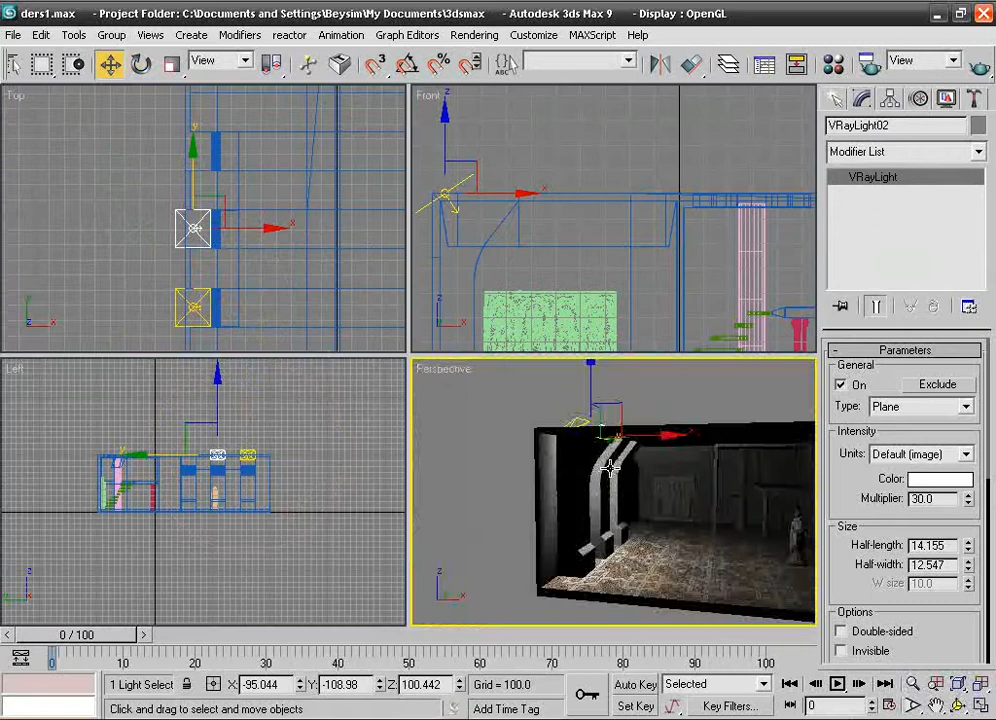 ders1.max - Project Folder: C:\Documents and Settings\Beysim\My Documents\3dsmax - Autodesk 3ds Max 9 - Display : OpenGL
File Edit Tools Group Views Create Modifiers reactor Animation Graph Editors Rendering Customize MAXScript Help
View 3 % ABC View
Top
Front
VRayLight02
Modifier List
VRayLight
z
x
y
x
z
x
y
x
z
x
Left
Perspective
- Parameters
General
On Exclude
Type: Plane
Intensity
Units: Default (image)
Color:
Multiplier: 30.0
Size
Half-length: 14.155
Half-width: 12.547
W size 10.0
Options
Double-sided
Invisible
z
x
z
x
y
< 0 / 100 >
0 10 20 30 40 50 60 70 80 90 100
1 Light Select X: -95.044 Y: -108.98 Z: 100.442 Grid = 100.0 Auto Key Selected
Click and drag to select and move objects Add Time Tag Set Key Key Filters... 0